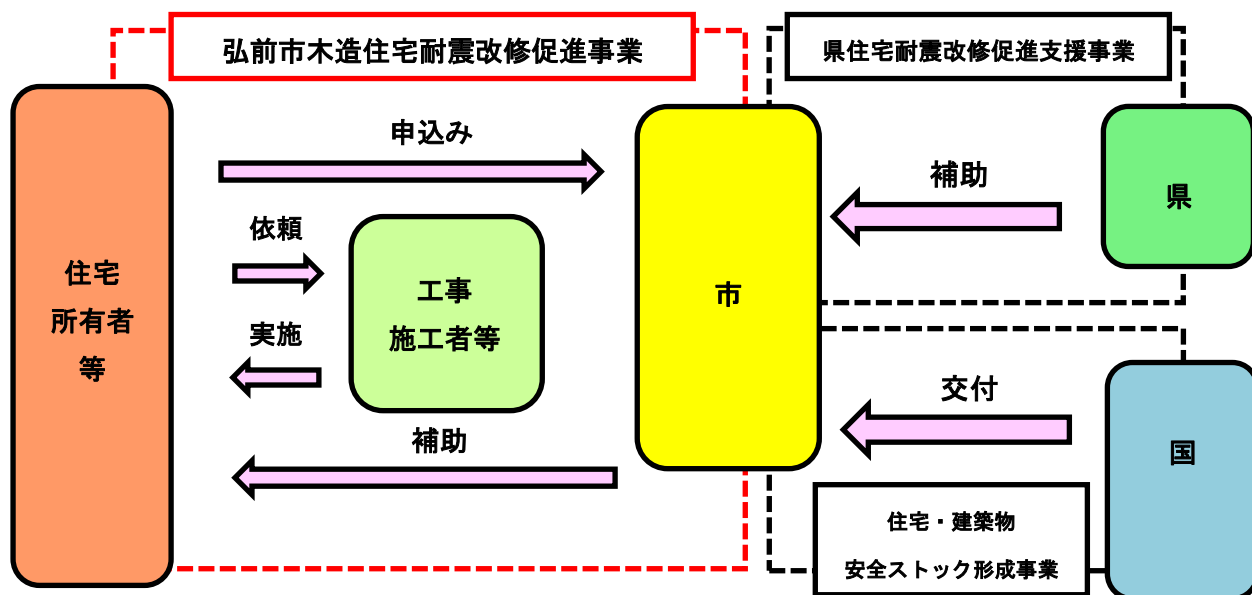 弘前市木造住宅耐震改修促進事業
県住宅耐震改修促進支援事業
申込み
補助
県
依頼
住宅
所有者
等
工事
施工者等
市
実施
交付
補助
国
住宅・建築物
安全ストック形成事業